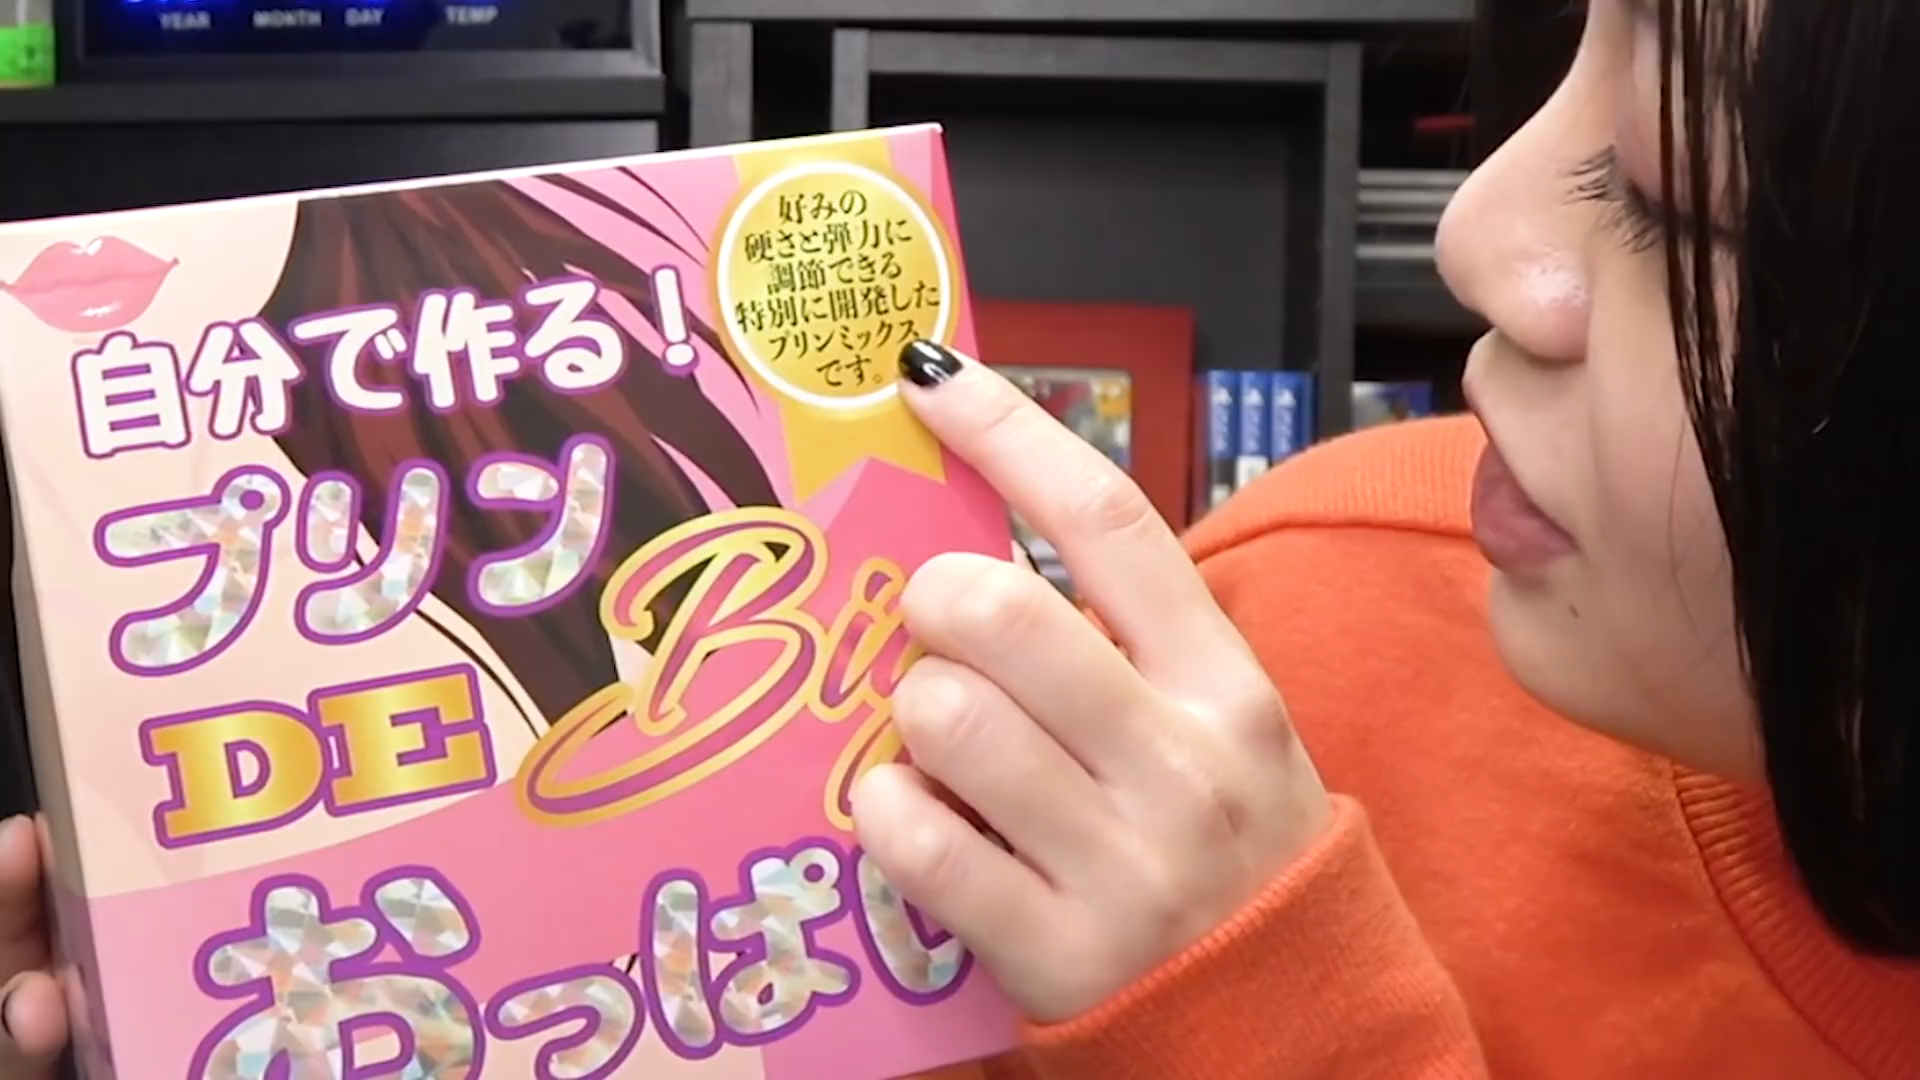 YEAR MONTH DAY TEMP
好みの
硬さと弾力に
調節できる
特別に開発した
プリンミックス
です。
自分で作る！
プリン
DE
Big
おっぱい